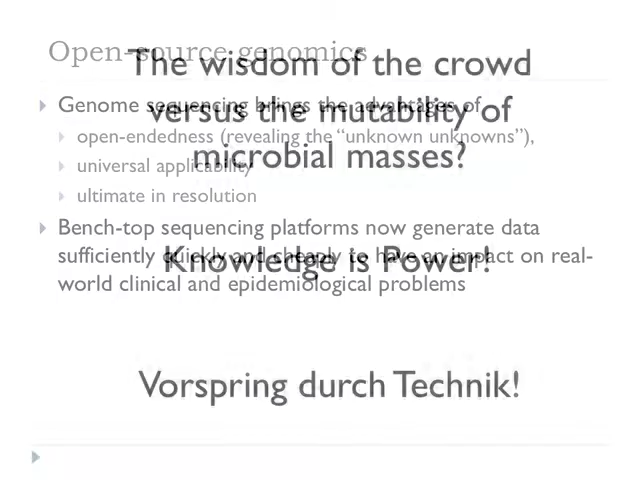 Open-source genomics
The wisdom of the crowd
versus the mutability of
microbial masses?
Genome sequencing brings the advantages of
open-endedness (revealing the “unknown unknowns”),
universal applicability
ultimate in resolution
Bench-top sequencing platforms now generate data
sufficiently quickly and cheaply to have an impact on real-
world clinical and epidemiological problems
Knowledge is Power!
Vorspring durch Technik!